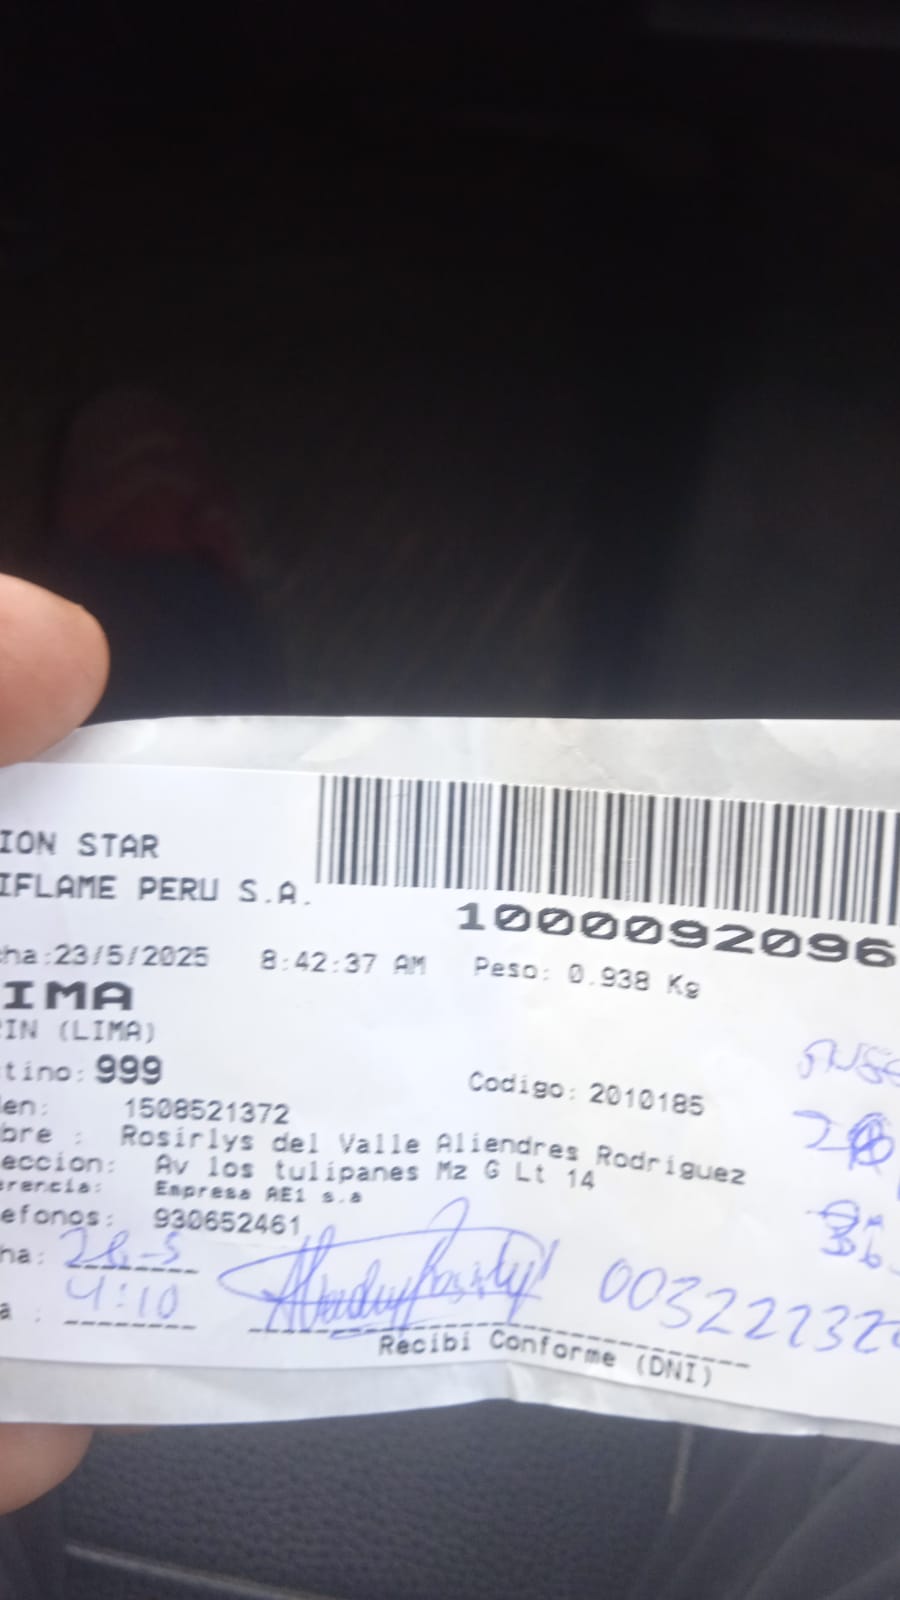 ION STAR
IFLAME PERU S.A.
1000092096
ha:23/5/2025 8:42:37 AM Peso: 0.938 Kg
IMA
IN (LIMA)
tino: 999 Codigo: 2010185
en: 1508521372
bre : Rosirlys del Valle Aliendres Rodriguez
eccion: Av los tulipanes Mz G Lt 14
erencia: Empresa AE1 s.a
efonos: 930652461
ha: 28-5
a : 4:10
Recibi Conforme (DNI)